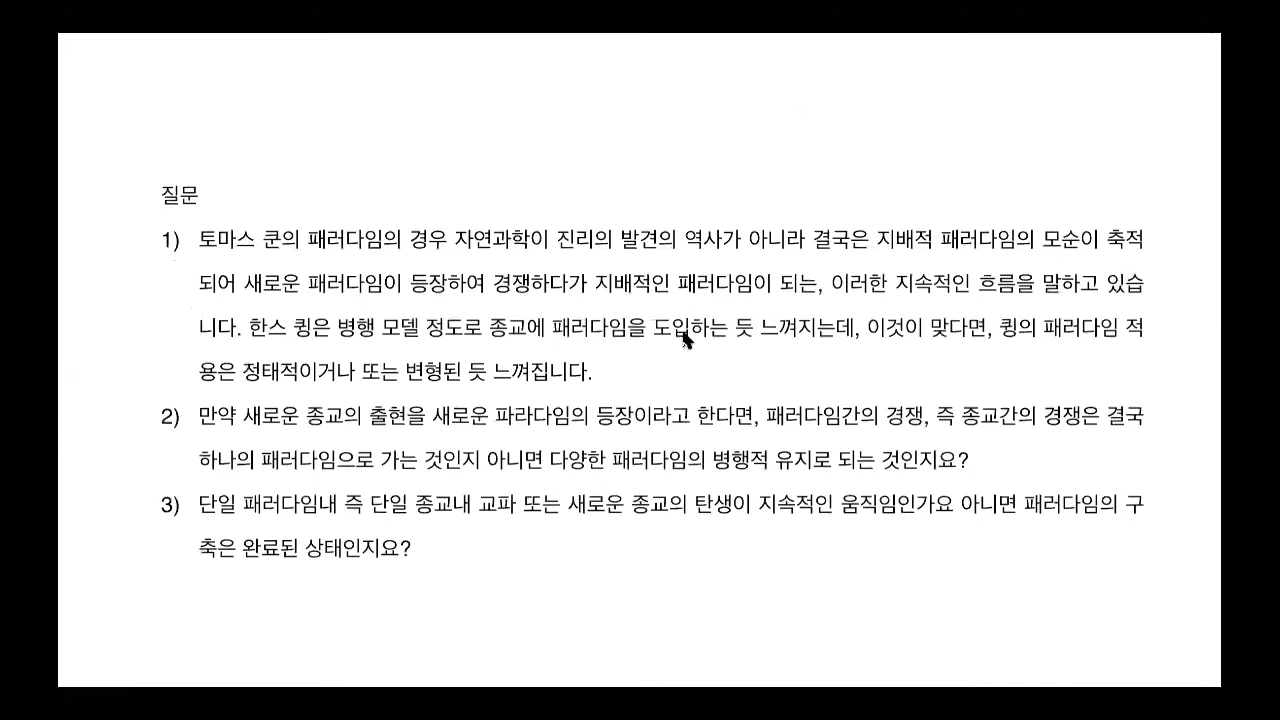 질문
1) 토마스 쿤의 패러다임의 경우 자연과학이 진리의 발견의 역사가 아니라 결국은 지배적 패러다임의 모순이 축적
되어 새로운 패러다임이 등장하여 경쟁하다가 지배적인 패러다임이 되는, 이러한 지속적인 흐름을 말하고 있습
니다. 한스 큉은 병행 모델 정도로 종교에 패러다임을 도입하는 듯 느껴지는데, 이것이 맞다면, 큉의 패러다임 적
용은 정태적이거나 또는 변형된 듯 느껴집니다.
2) 만약 새로운 종교의 출현을 새로운 파라다임의 등장이라고 한다면, 패러다임간의 경쟁, 즉 종교간의 경쟁은 결국
하나의 패러다임으로 가는 것인지 아니면 다양한 패러다임의 병행적 유지로 되는 것인지요?
3) 단일 패러다임내 즉 단일 종교내 교파 또는 새로운 종교의 탄생이 지속적인 움직임인가요 아니면 패러다임의 구
축은 완료된 상태인지요?